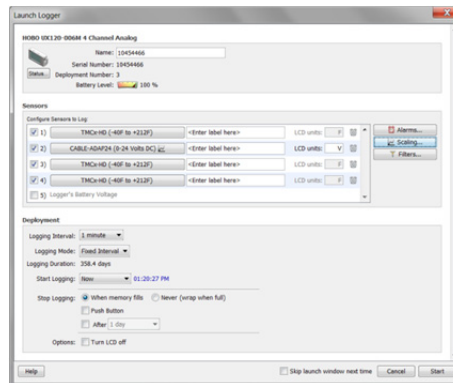 Launch Logger
HOBO UX120-006M 4 Channel Analog
Name: 10454466
Serial Number: 10454466
Status... Deployment Number: 3
Battery Level: 100 %
Sensors
Configure Sensors to Log
1) TMCx-HD (-40F to +212F) <Enter label here> LCD units: F Alarms...
2) CABLE-ADAP24 (0-24 Volts DC) <Enter label here> LCD units: V Scaling...
3) TMCx-HD (-40F to +212F) <Enter label here> LCD units: F Filters...
4) TMCx-HD (-40F to +212F) <Enter label here> LCD units: F
5) Logger's Battery Voltage
Deployment
Logging Interval: 1 minute
Logging Mode: Fixed Interval
Logging Duration: 358.4 days
Start Logging: Now 01:20:27 PM
Stop Logging: When memory fills Never (wrap when full)
Push Button
After 1 day
Options: Turn LCD off
Help Skip launch window next time Cancel Start